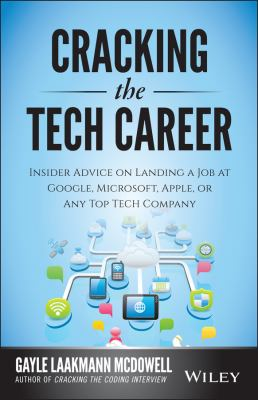 CRACKING
the
TECH CAREER
INSIDER ADVICE ON LANDING A JOB AT
GOOGLE, MICROSOFT, APPLE, OR
ANY TOP TECH COMPANY
GAYLE LAAKMANN MCDOWELL
AUTHOR OF CRACKING THE CODING INTERVIEW
WILEY